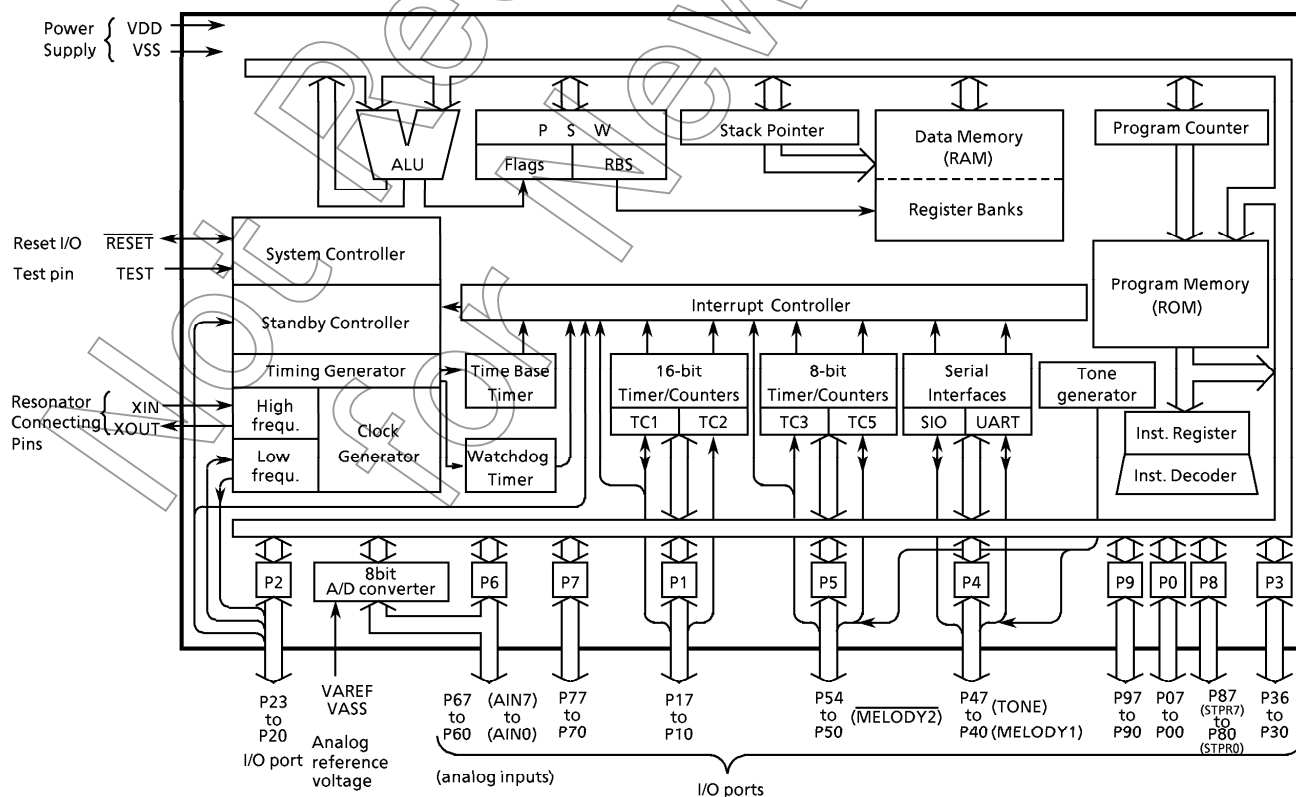 Power Supply { VDD
VSS
ALU
P S W
Flags RBS
Stack Pointer
Data Memory
(RAM)
Register Banks
Program Counter
Reset I/O RESET
Test pin TEST
System Controller
Standby Controller
Timing Generator
Interrupt Controller
Program Memory
(ROM)
Resonator
Connecting
Pins
XIN
XOUT
High
frequ.
Low
frequ.
Clock
Generator
Time Base
Timer
Watchdog
Timer
16-bit
Timer/Counters
TC1 TC2
8-bit
Timer/Counters
TC3 TC5
Serial
Interfaces
SIO UART
Tone
generator
Inst. Register
Inst. Decoder
P2
8bit
A/D converter
P6
P7
P1
P5
P4
P9
P0
P8
P3
P23
to
P20
I/O port
VAREF
VASS
Analog
reference
voltage
P67
to
P60
(AIN7)
to
(AIN0)
(analog inputs)
P77
to
P70
P17
to
P10
P54
to
P50
(MELODY2)
P47 (TONE)
to
P40 (MELODY1)
P97
to
P90
P07
to
P00
P87
(STPR7)
to
P80
(STPR0)
P36
to
P30
I/O ports
Not Re
for New